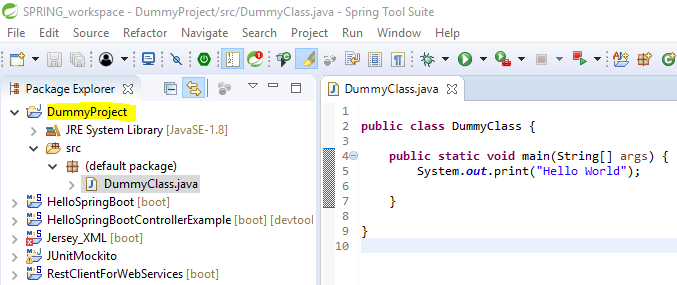 SPRING_workspace - DummyProject/src/DummyClass.java - Spring Tool Suite
File Edit Source Refactor Navigate Search Project Run Window Help
Package Explorer
DummyProject
JRE System Library [JavaSE-1.8]
src
(default package)
DummyClass.java
HelloSpringBoot [boot]
HelloSpringBootControllerExample [boot] [devtool
Jersey_XML [boot]
JUnitMockito
RestClientForWebServices [boot]
DummyClass.java
1
2 public class DummyClass {
3
4 public static void main(String[] args) {
5 System.out.print("Hello World");
6
7 }
8
9 }
10